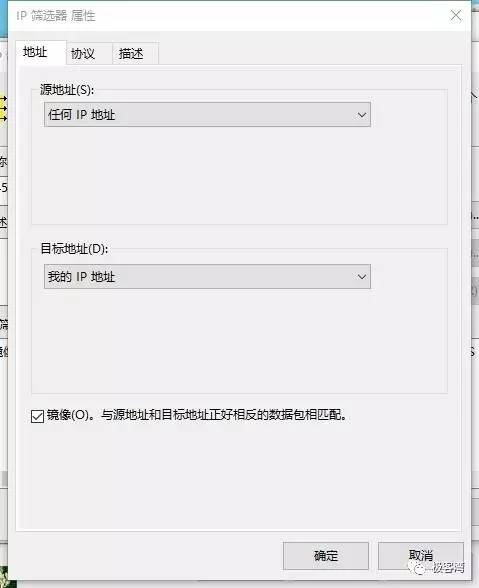 IP 筛选器 属性
地址
协议
描述
源地址(S):
任何 IP 地址
目标地址(D):
我的 IP 地址
镜像(O)。与源地址和目标地址正好相反的数据包相匹配。
确定
取消
极客湾